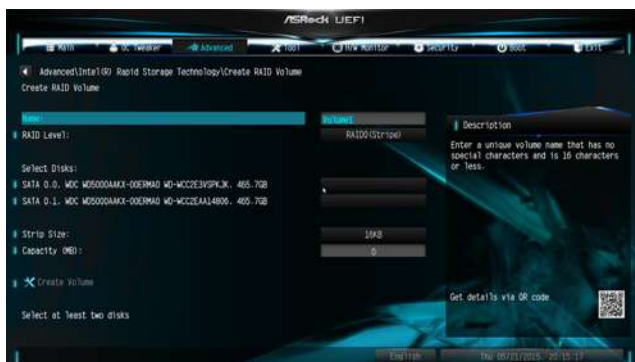 ASRock UEFI
Main OC Tweaker Advanced Tool H/W Monitor Security Boot Exit
Advanced\Intel(R) Rapid Storage Technology\Create RAID Volume
Create RAID Volume
Name: Volume1
RAID Level: RAID0(Stripe)
Select Disks:
SATA 0.0, WDC WD5000AAKX-00ERMA0 465.7GB
SATA 0.1, WDC WD5000AAKX-00ERMA0 465.7GB
Strip Size: 16KB
Capacity (MB): 0
Create Volume
Select at least two disks
Description
Enter a unique volume name that has no
special characters and is 16 characters
or less.
Get details via QR code
English